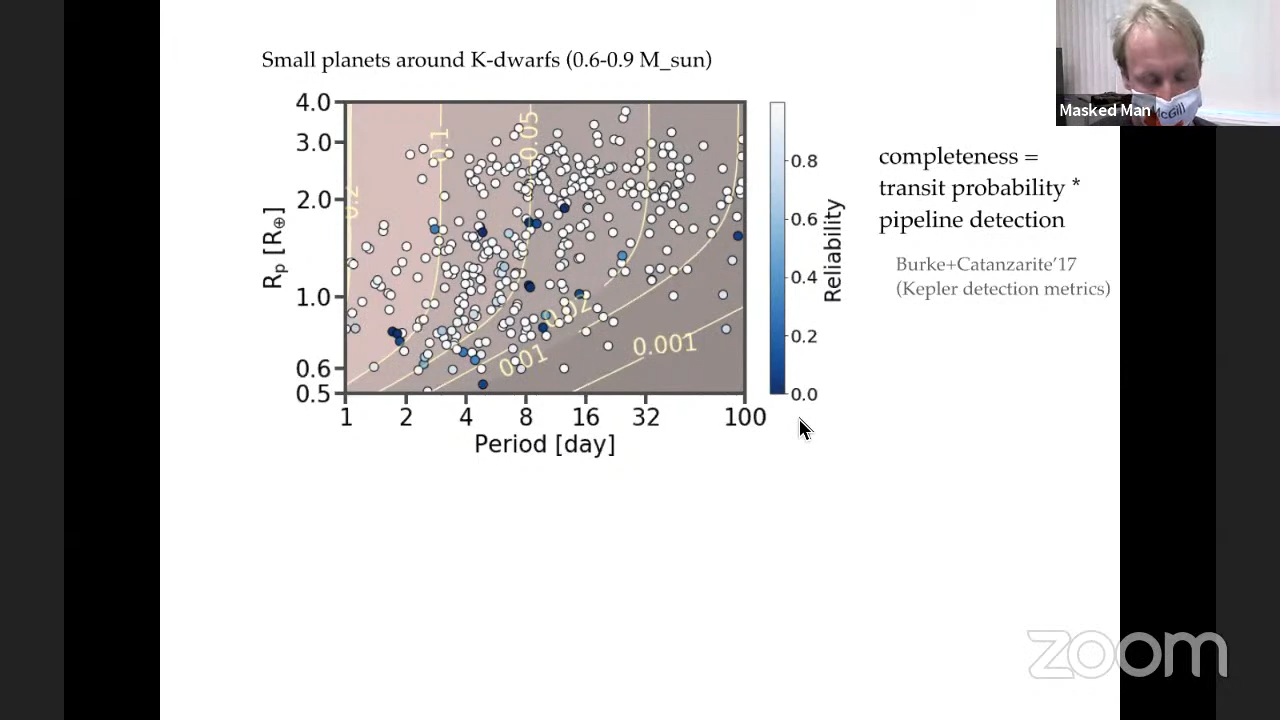 Small planets around K-dwarfs (0.6-0.9 M_sun)
Masked Man
McGill
4.0
3.0
2.0
1.0
0.6
0.5
Rₚ [R⊕]
0.2
0.1
0.05
0.02
0.01
0.001
1
2
4
8
16
32
100
Period [day]
0.8
0.6
0.4
0.2
0.0
Reliability
completeness =
transit probability *
pipeline detection
Burke+Catanzarite'17
(Kepler detection metrics)
zoom